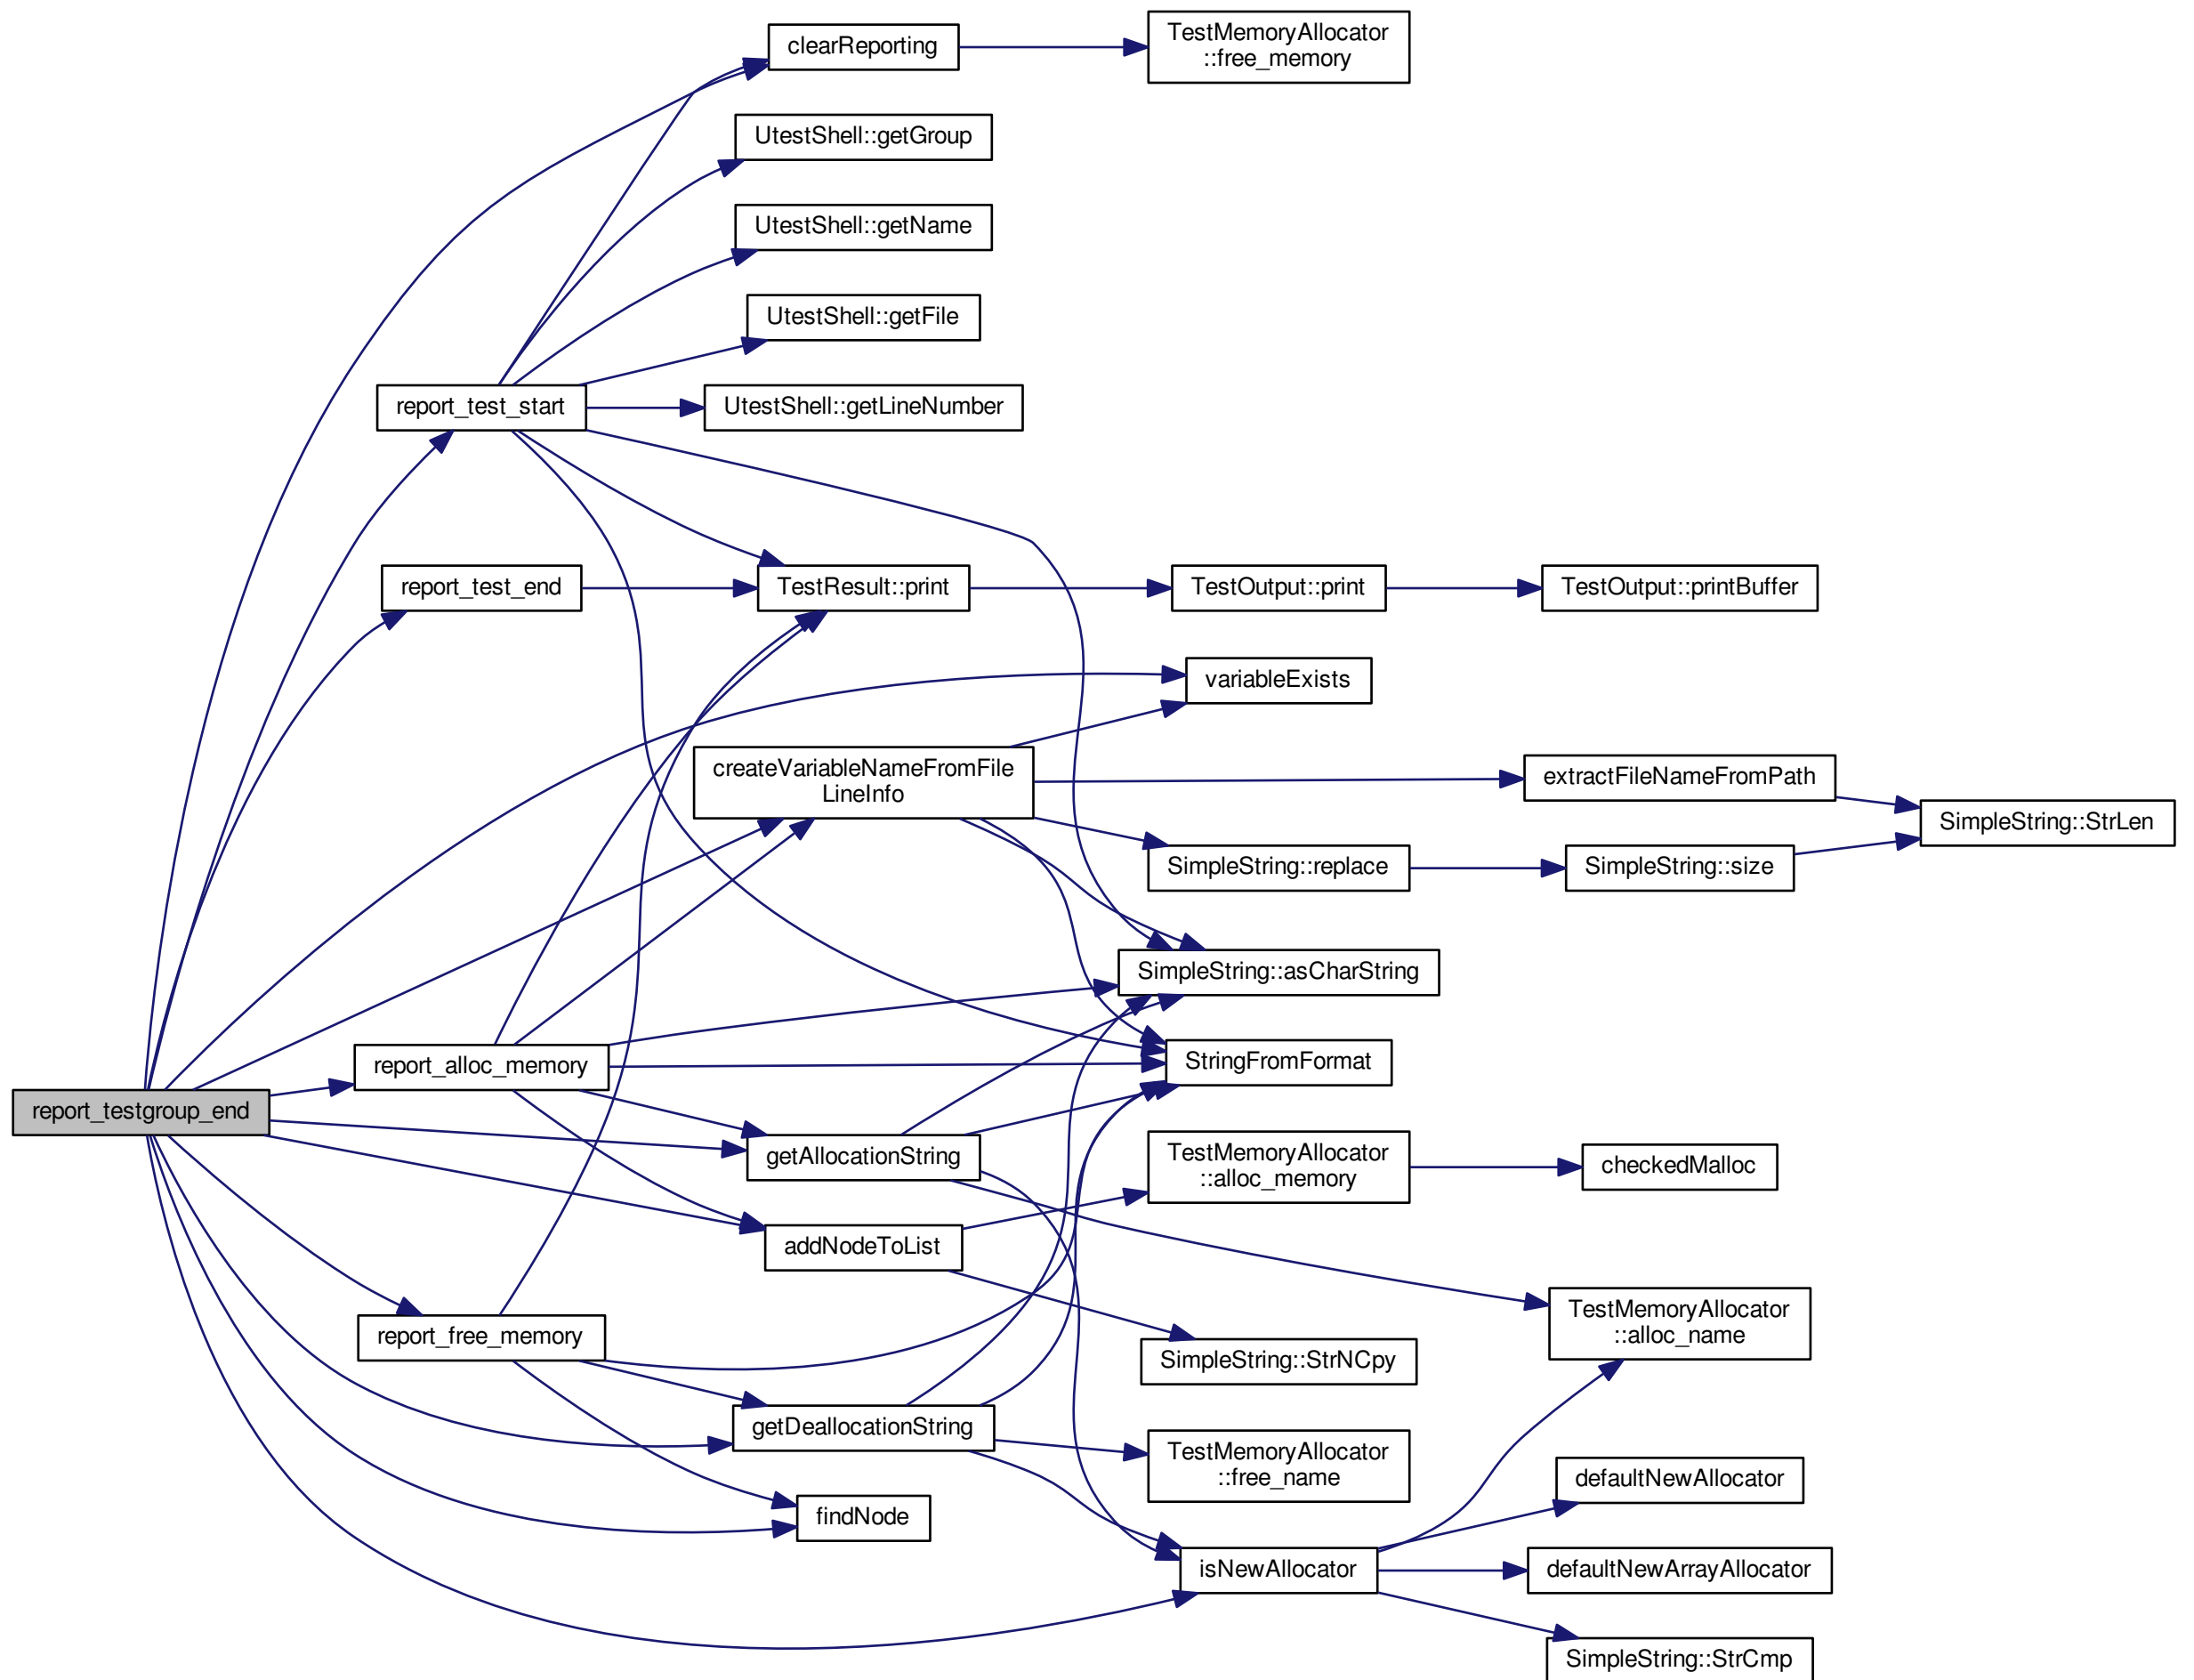 clearReporting
TestMemoryAllocator
::free_memory
UtestShell::getGroup
UtestShell::getName
UtestShell::getFile
report_test_start
UtestShell::getLineNumber
report_test_end
TestResult::print
TestOutput::print
TestOutput::printBuffer
variableExists
createVariableNameFromFile
LineInfo
extractFileNameFromPath
SimpleString::StrLen
SimpleString::replace
SimpleString::size
SimpleString::asCharString
report_alloc_memory
StringFromFormat
report_testgroup_end
getAllocationString
TestMemoryAllocator
::alloc_memory
checkedMalloc
addNodeToList
TestMemoryAllocator
::alloc_name
report_free_memory
SimpleString::StrNCpy
getDeallocationString
TestMemoryAllocator
::free_name
defaultNewAllocator
findNode
isNewAllocator
defaultNewArrayAllocator
SimpleString::StrCmp